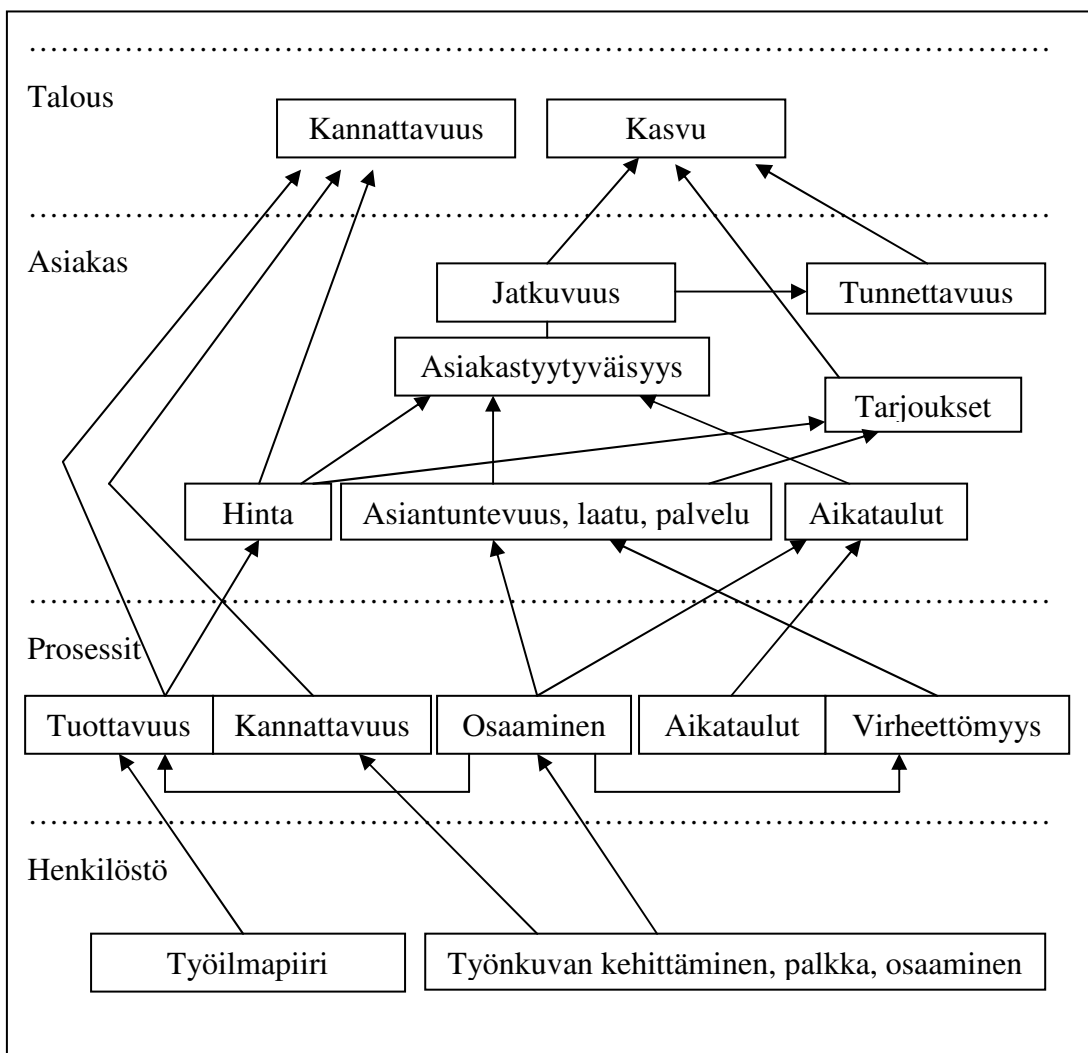 Talous
Kannattavuus
Kasvu
Asiakas
Jatkuvuus
Tunnettavuus
Asiakastyytyväisyys
Tarjoukset
Hinta
Asiantuntevuus, laatu, palvelu
Aikataulut
Prosessit
Tuottavuus
Kannattavuus
Osaaminen
Aikataulut
Virheettömyys
Henkilöstö
Työilmapiiri
Työnkuvan kehittäminen, palkka, osaaminen